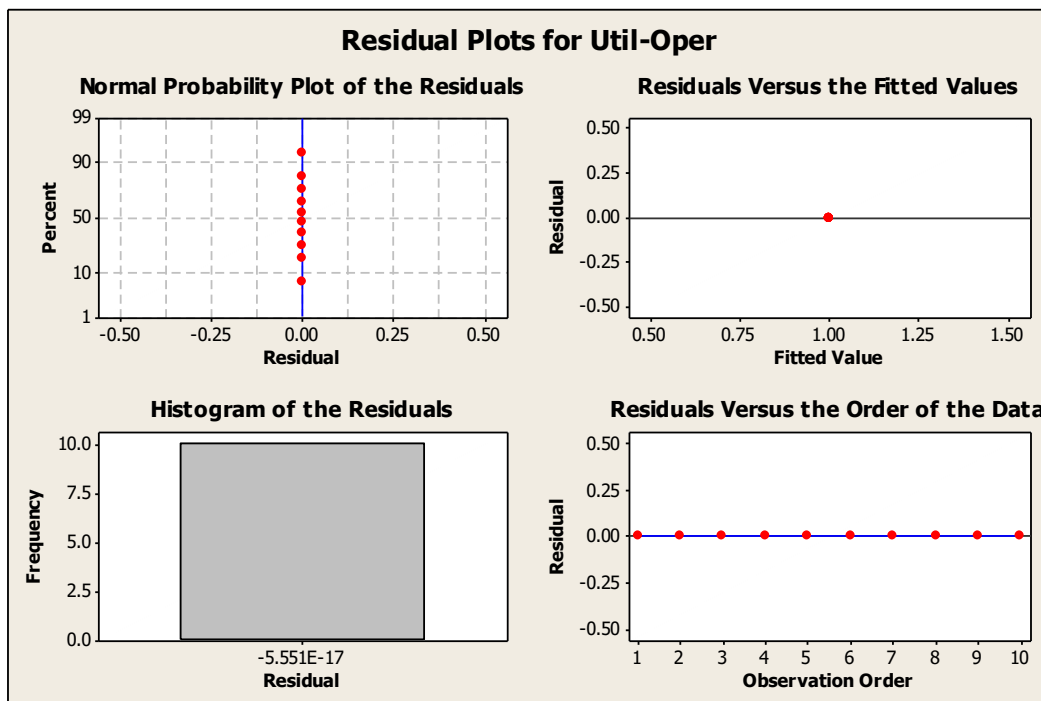 Residual Plots for Util-Oper
Normal Probability Plot of the Residuals
99
90
50
10
1
Percent
-0.50 -0.25 0.00 0.25 0.50
Residual
Residuals Versus the Fitted Values
0.50
0.25
0.00
-0.25
-0.50
Residual
0.50 0.75 1.00 1.25 1.50
Fitted Value
Histogram of the Residuals
10.0
7.5
5.0
2.5
0.0
Frequency
-5.551E-17
Residual
Residuals Versus the Order of the Data
0.50
0.25
0.00
-0.25
-0.50
Residual
1 2 3 4 5 6 7 8 9 10
Observation Order